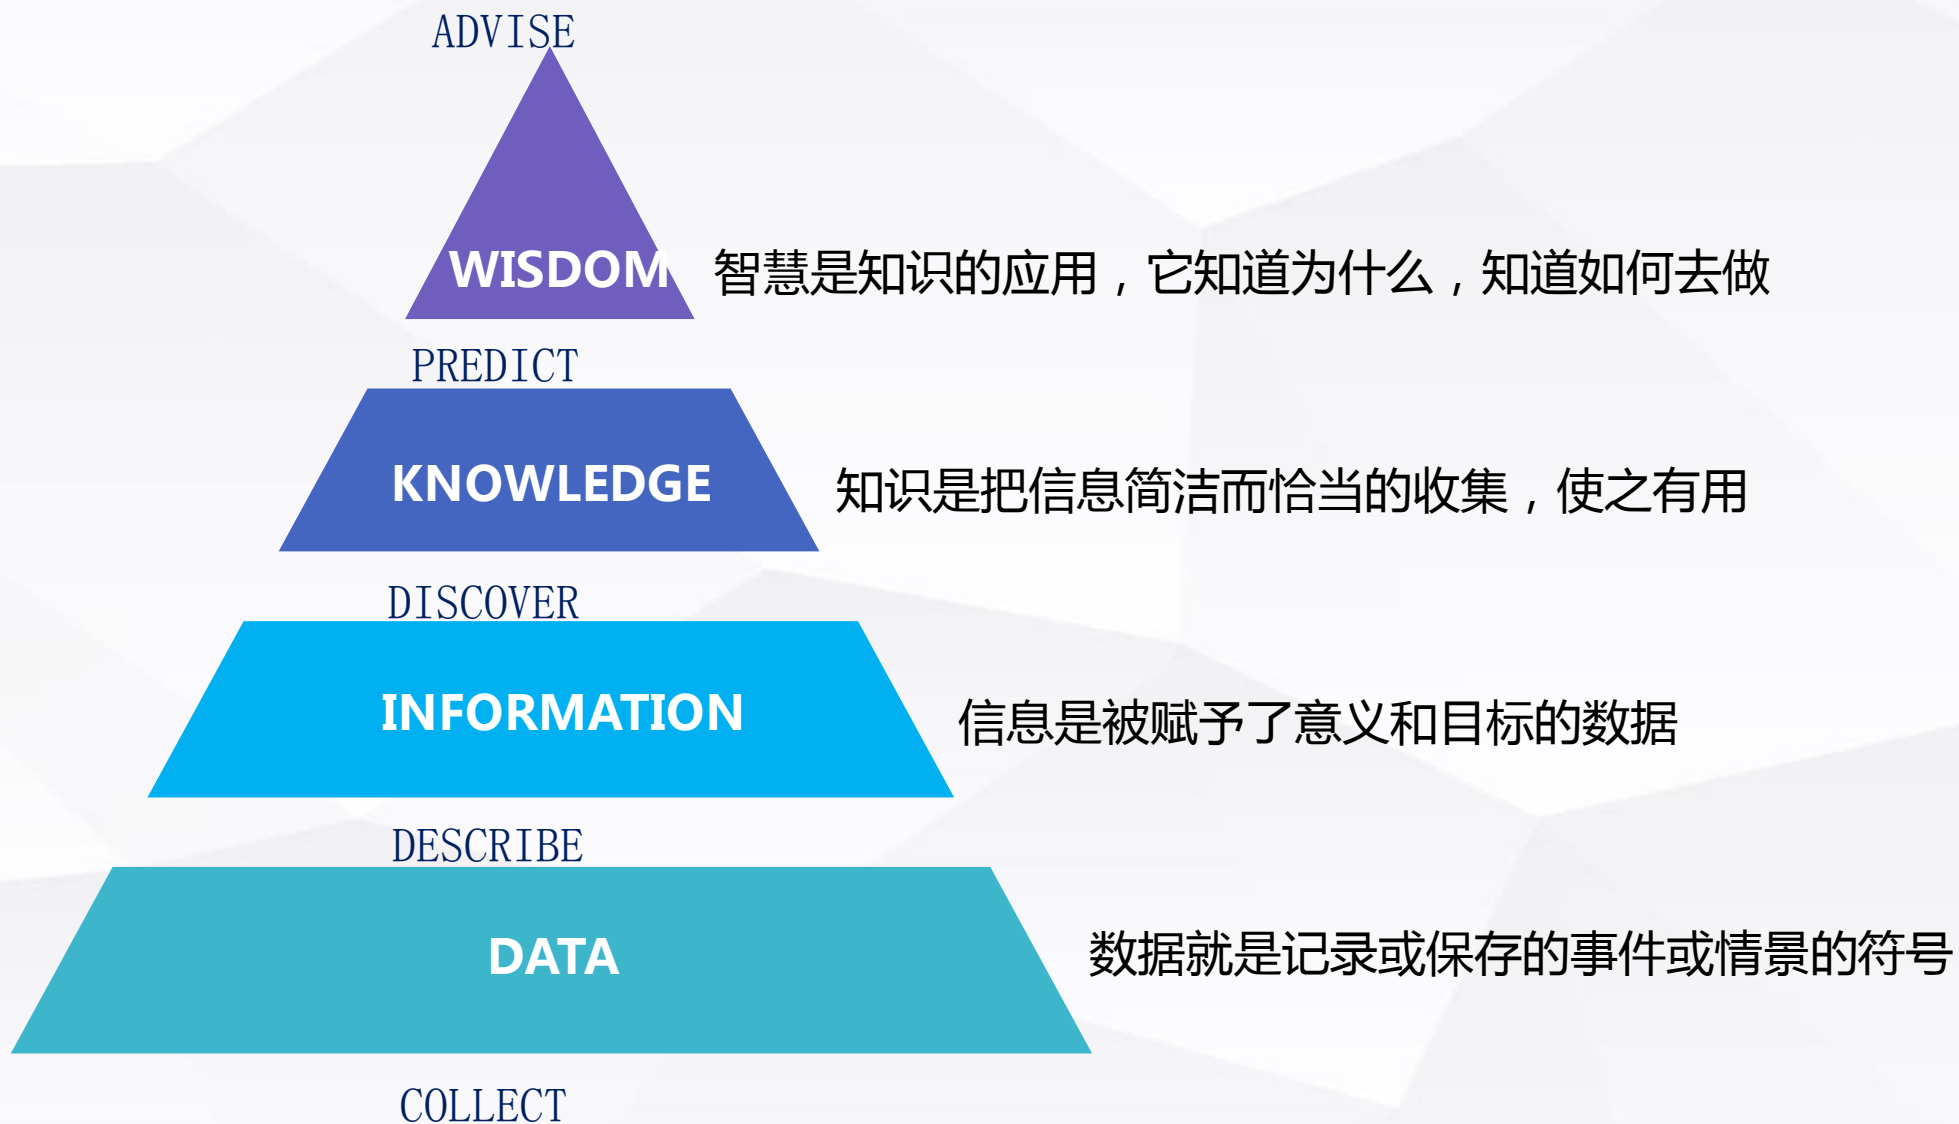 ADVISE
WISDOM
智慧是知识的应用，它知道为什么，知道如何去做
PREDICT
KNOWLEDGE
知识是把信息简洁而恰当的收集，使之有用
DISCOVER
INFORMATION
信息是被赋予了意义和目标的数据
DESCRIBE
DATA
数据就是记录或保存的事件或情景的符号
COLLECT